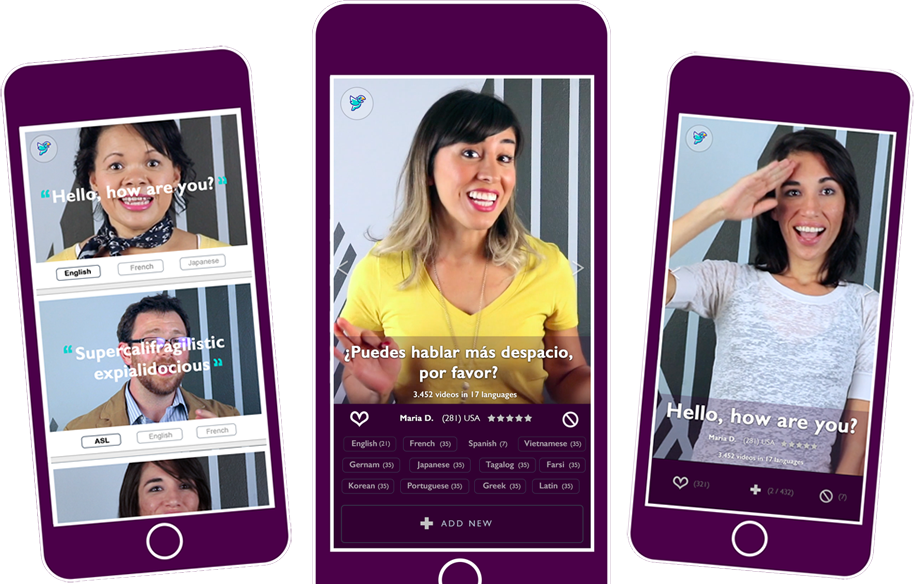 “Hello, how are you?”
English French Japanese
“Supercalifragilistic
expialidocious”
ASL English French
¿Puedes hablar más despacio,
por favor?
3.452 videos in 17 languages
Maria D. (281) USA
English (21) French (35) Spanish (7) Vietnamese (35)
Gernam (35) Japanese (35) Tagalog (35) Farsi (35)
Korean (35) Portuguese (35) Greek (35) Latin (35)
ADD NEW
Hello, how are you?
Maria D. (281) USA
3.452 videos in 17 languages
(321) (2 / 432) (7)